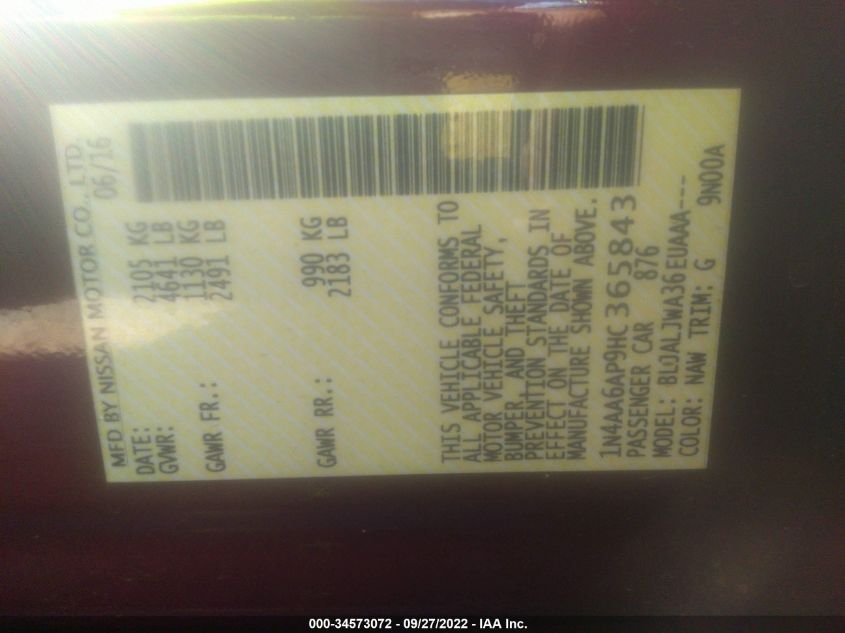 MFD BY NISSAN MOTOR CO., LTD.
DATE: 06/16
GVWR: 2105 KG
4641 LB
GAWR FR.: 1130 KG
2491 LB
GAWR RR.: 990 KG
2183 LB
THIS VEHICLE CONFORMS TO
ALL APPLICABLE FEDERAL
MOTOR VEHICLE SAFETY,
BUMPER, AND THEFT
PREVENTION STANDARDS IN
EFFECT ON THE DATE OF
MANUFACTURE SHOWN ABOVE.
1N4AA6AP9HC365843
PASSENGER CAR 876
MODEL: BLJALJWA36EUAAA---
COLOR: NAW TRIM: G 9N00A
000-34573072 - 09/27/2022 - IAA Inc.